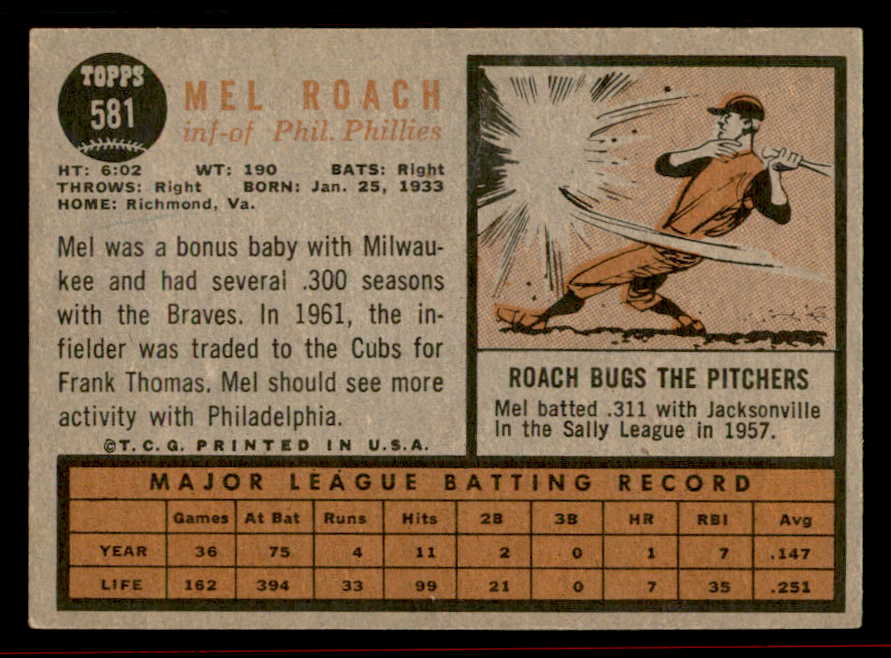 TOPPS
581
MEL ROACH
inf-of Phil. Phillies
HT: 6:02 WT: 190 BATS: Right
THROWS: Right BORN: Jan. 25, 1933
HOME: Richmond, Va.
Mel was a bonus baby with Milwau-
kee and had several .300 seasons
with the Braves. In 1961, the in-
fielder was traded to the Cubs for
Frank Thomas. Mel should see more
activity with Philadelphia.
©T.C.G. PRINTED IN U.S.A.
ROACH BUGS THE PITCHERS
Mel batted .311 with Jacksonville
in the Sally League in 1957.
MAJOR LEAGUE BATTING RECORD
Games At Bat Runs Hits 2B 3B HR RBI Avg
YEAR 36 75 4 11 2 0 1 7 .147
LIFE 162 394 33 99 21 0 7 35 .251